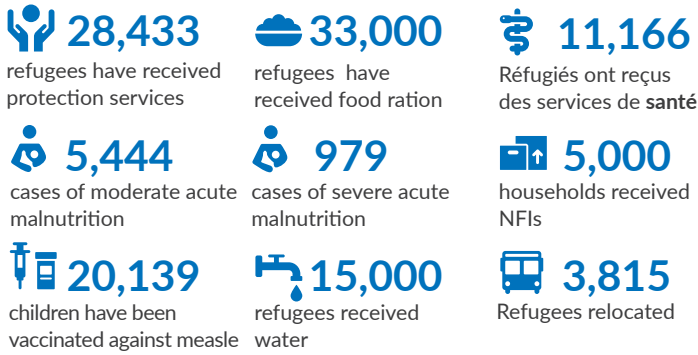 28,433
refugees have received
protection services
33,000
refugees have
received food ration
11,166
Réfugiés ont reçus
des services de santé
5,444
cases of moderate acute
malnutrition
979
cases of severe acute
malnutrition
5,000
households received
NFIs
20,139
children have been
vaccinated against measle
15,000
refugees received
water
3,815
Refugees relocated